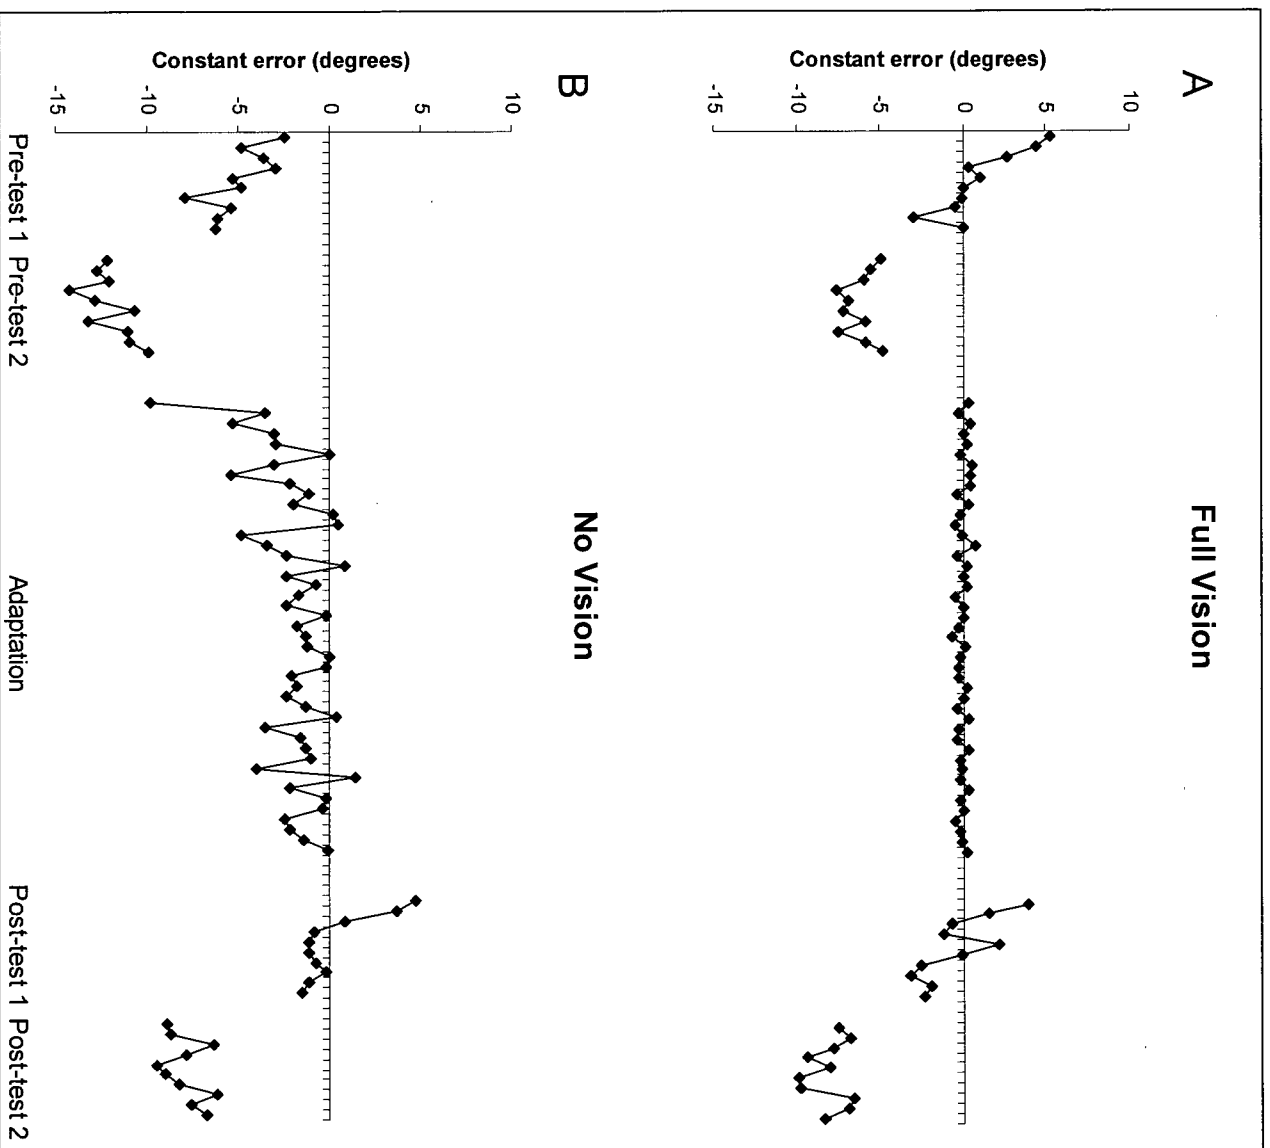 A
Full Vision
Constant error (degrees)
10
5
0
-5
-10
-15
B
No Vision
Constant error (degrees)
10
5
0
-5
-10
-15
Pre-test 1 Pre-test 2 Adaptation Post-test 1 Post-test 2